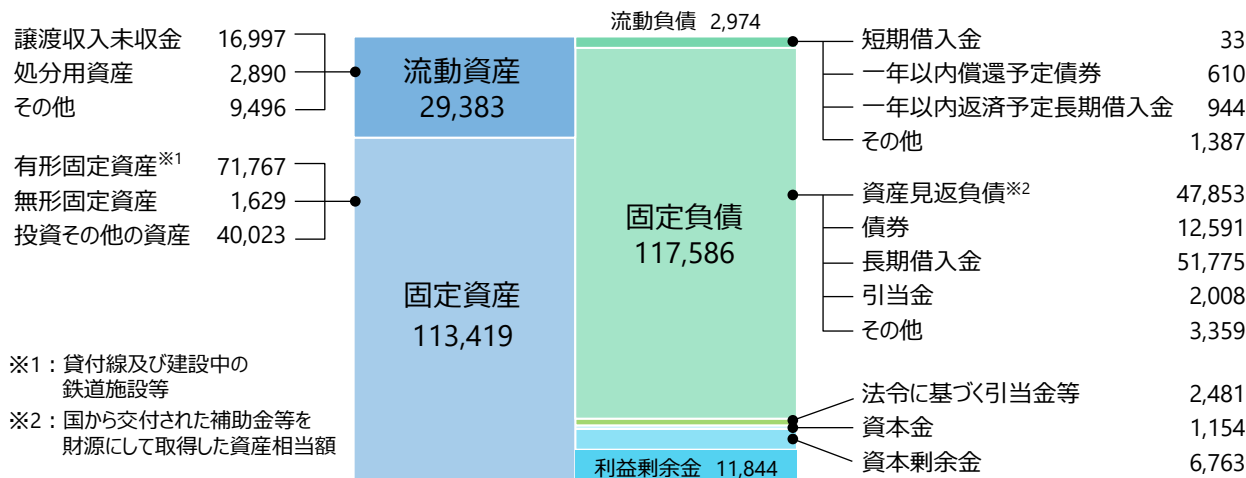 譲渡収入未収金 16,997
処分用資産 2,890
その他 9,496
流動資産
29,383
有形固定資産※1 71,767
無形固定資産 1,629
投資その他の資産 40,023
固定資産
113,419
※1：貸付線及び建設中の
鉄道施設等
※2：国から交付された補助金等を
財源にして取得した資産相当額
流動負債 2,974
短期借入金 33
一年以内償還予定債券 610
一年以内返済予定長期借入金 944
その他 1,387
固定負債
117,586
資産見返負債※2 47,853
債券 12,591
長期借入金 51,775
引当金 2,008
その他 3,359
法令に基づく引当金等 2,481
資本金 1,154
資本剰余金 6,763
利益剰余金 11,844